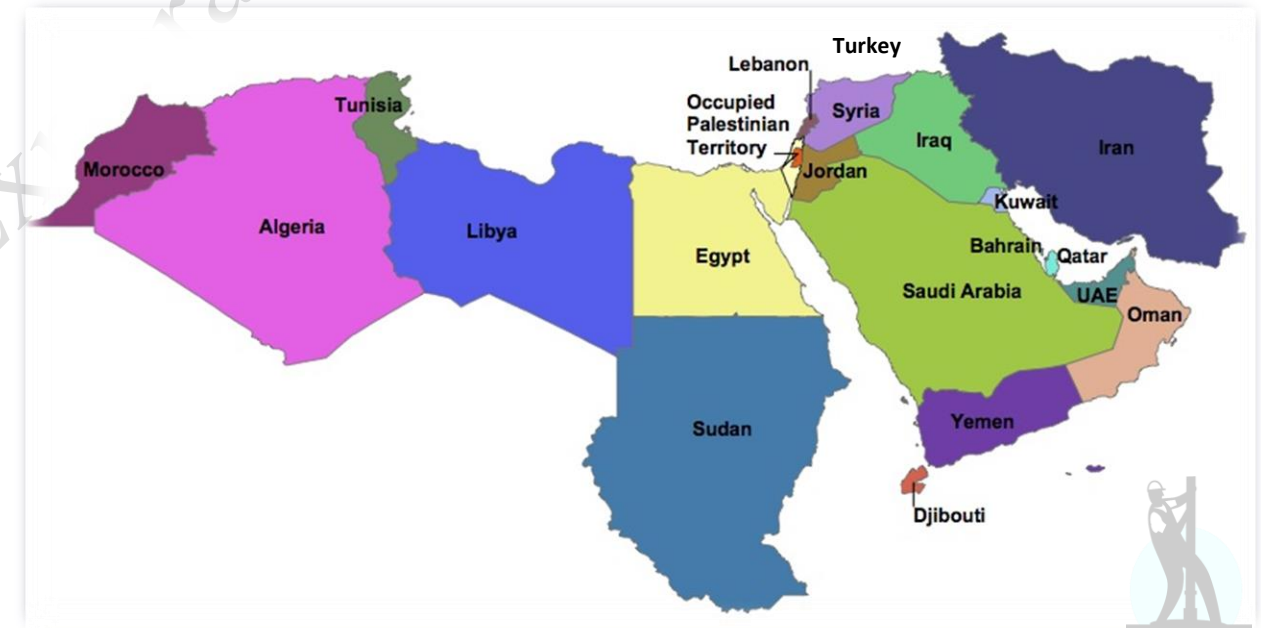 Turkey
Lebanon
Occupied
Palestinian
Territory
Tunisia
Syria
Iraq
Iran
Morocco
Jordan
Kuwait
Algeria
Libya
Egypt
Bahrain
Qatar
Saudi Arabia
UAE
Oman
Sudan
Yemen
Djibouti